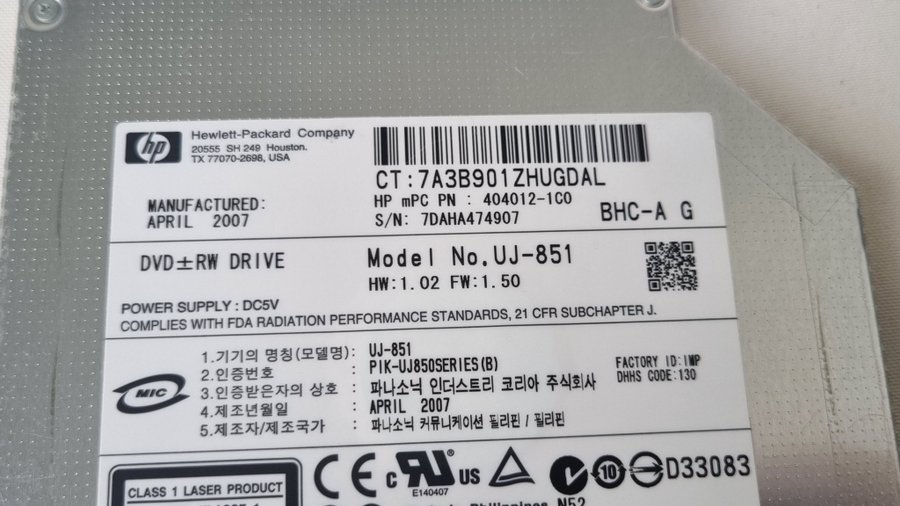 hp
Hewlett-Packard Company
20555 SH 249 Houston.
TX 77070-2698, USA
CT:7A3B901ZHUGDAL
HP mPC PN : 404012-1C0
S/N: 7DAHA474907
BHC-A G
MANUFACTURED:
APRIL 2007
DVD±RW DRIVE
Model No.UJ-851
HW:1.02 FW:1.50
POWER SUPPLY : DC5V
COMPLIES WITH FDA RADIATION PERFORMANCE STANDARDS, 21 CFR SUBCHAPTER J.
MIC
1.기기의 명칭(모델명): UJ-851
2.인증번호 : PIK-UJ850SERIES(B)
3.인증받은자의 상호 : 파나소닉 인더스트리 코리아 주식회사
4.제조년월일 : APRIL 2007
5.제조자/제조국가 : 파나소닉 커뮤니케이션 필리핀 / 필리핀
FACTORY ID:IMP
DHHS CODE:130
CLASS 1 LASER PRODUCT
CE
c RU® US
E140407
10
D33083
Philippines N52